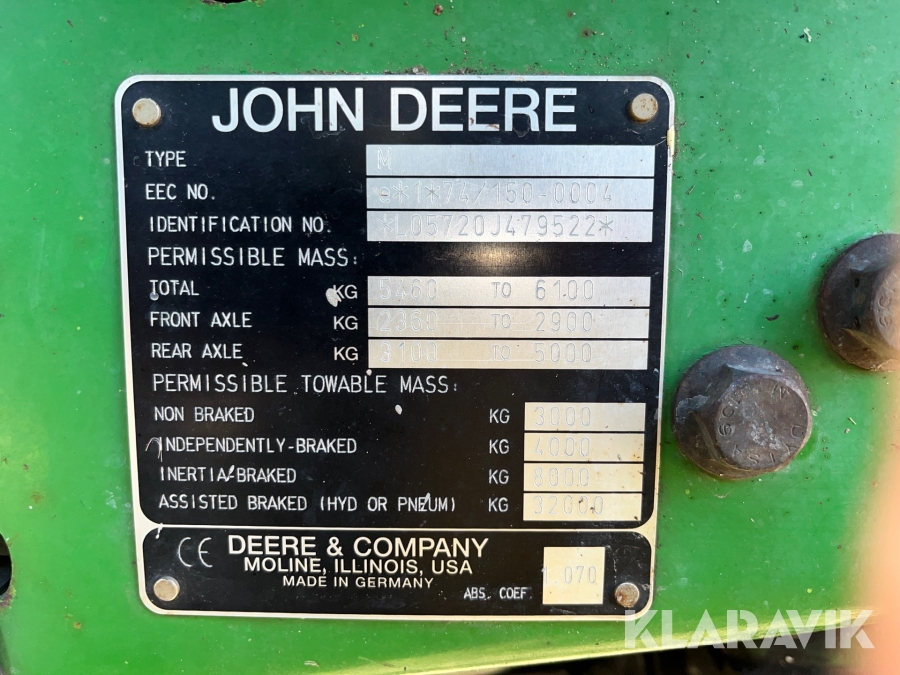 JOHN DEERE
TYPE M
EEC NO. e*1*74/150-0004
IDENTIFICATION NO. *L05720J479522*
PERMISSIBLE MASS:
TOTAL KG 5460 TO 6100
FRONT AXLE KG 2360 TO 2900
REAR AXLE KG 3100 TO 5000
PERMISSIBLE TOWABLE MASS:
NON BRAKED KG 3000
INDEPENDENTLY-BRAKED KG 4000
INERTIA-BRAKED KG 8000
ASSISTED BRAKED (HYD OR PNEUM) KG 32000
CE DEERE & COMPANY
MOLINE, ILLINOIS, USA
MADE IN GERMANY
ABS. COEF. 1.070
KLARAVIK